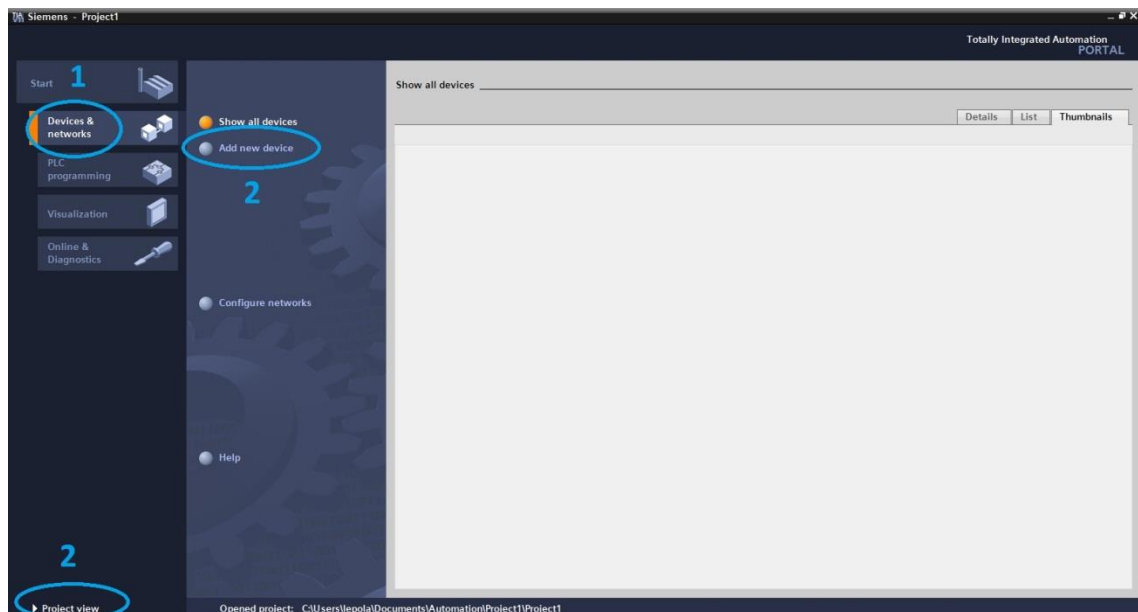 Siemens - Project1
Totally Integrated Automation
PORTAL
Start
1
Devices &
networks
PLC
programming
Visualization
Online &
Diagnostics
2
Project view
Show all devices
Add new device
2
Configure networks
Help
Show all devices
Details
List
Thumbnails
Opened project: C:\Users\lepola\Documents\Automation\Project1\Project1